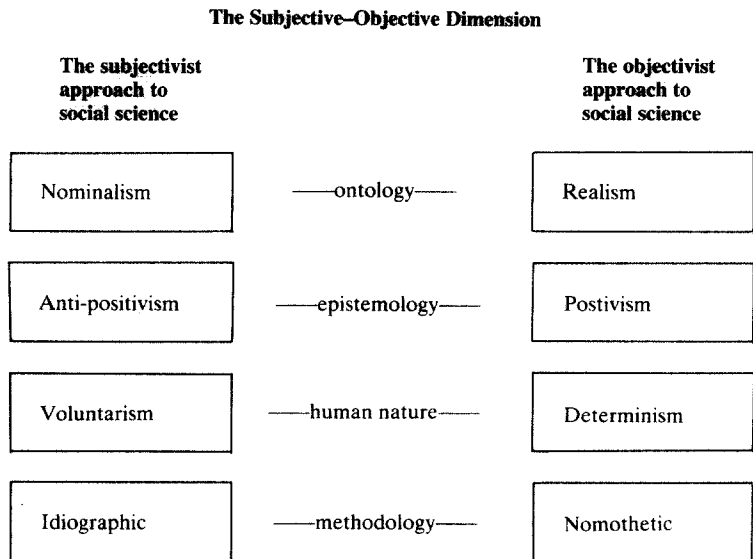 The Subjective–Objective Dimension
The subjectivist
approach to
social science
The objectivist
approach to
social science
Nominalism
ontology
Realism
Anti-positivism
epistemology
Postivism
Voluntarism
human nature
Determinism
Idiographic
methodology
Nomothetic